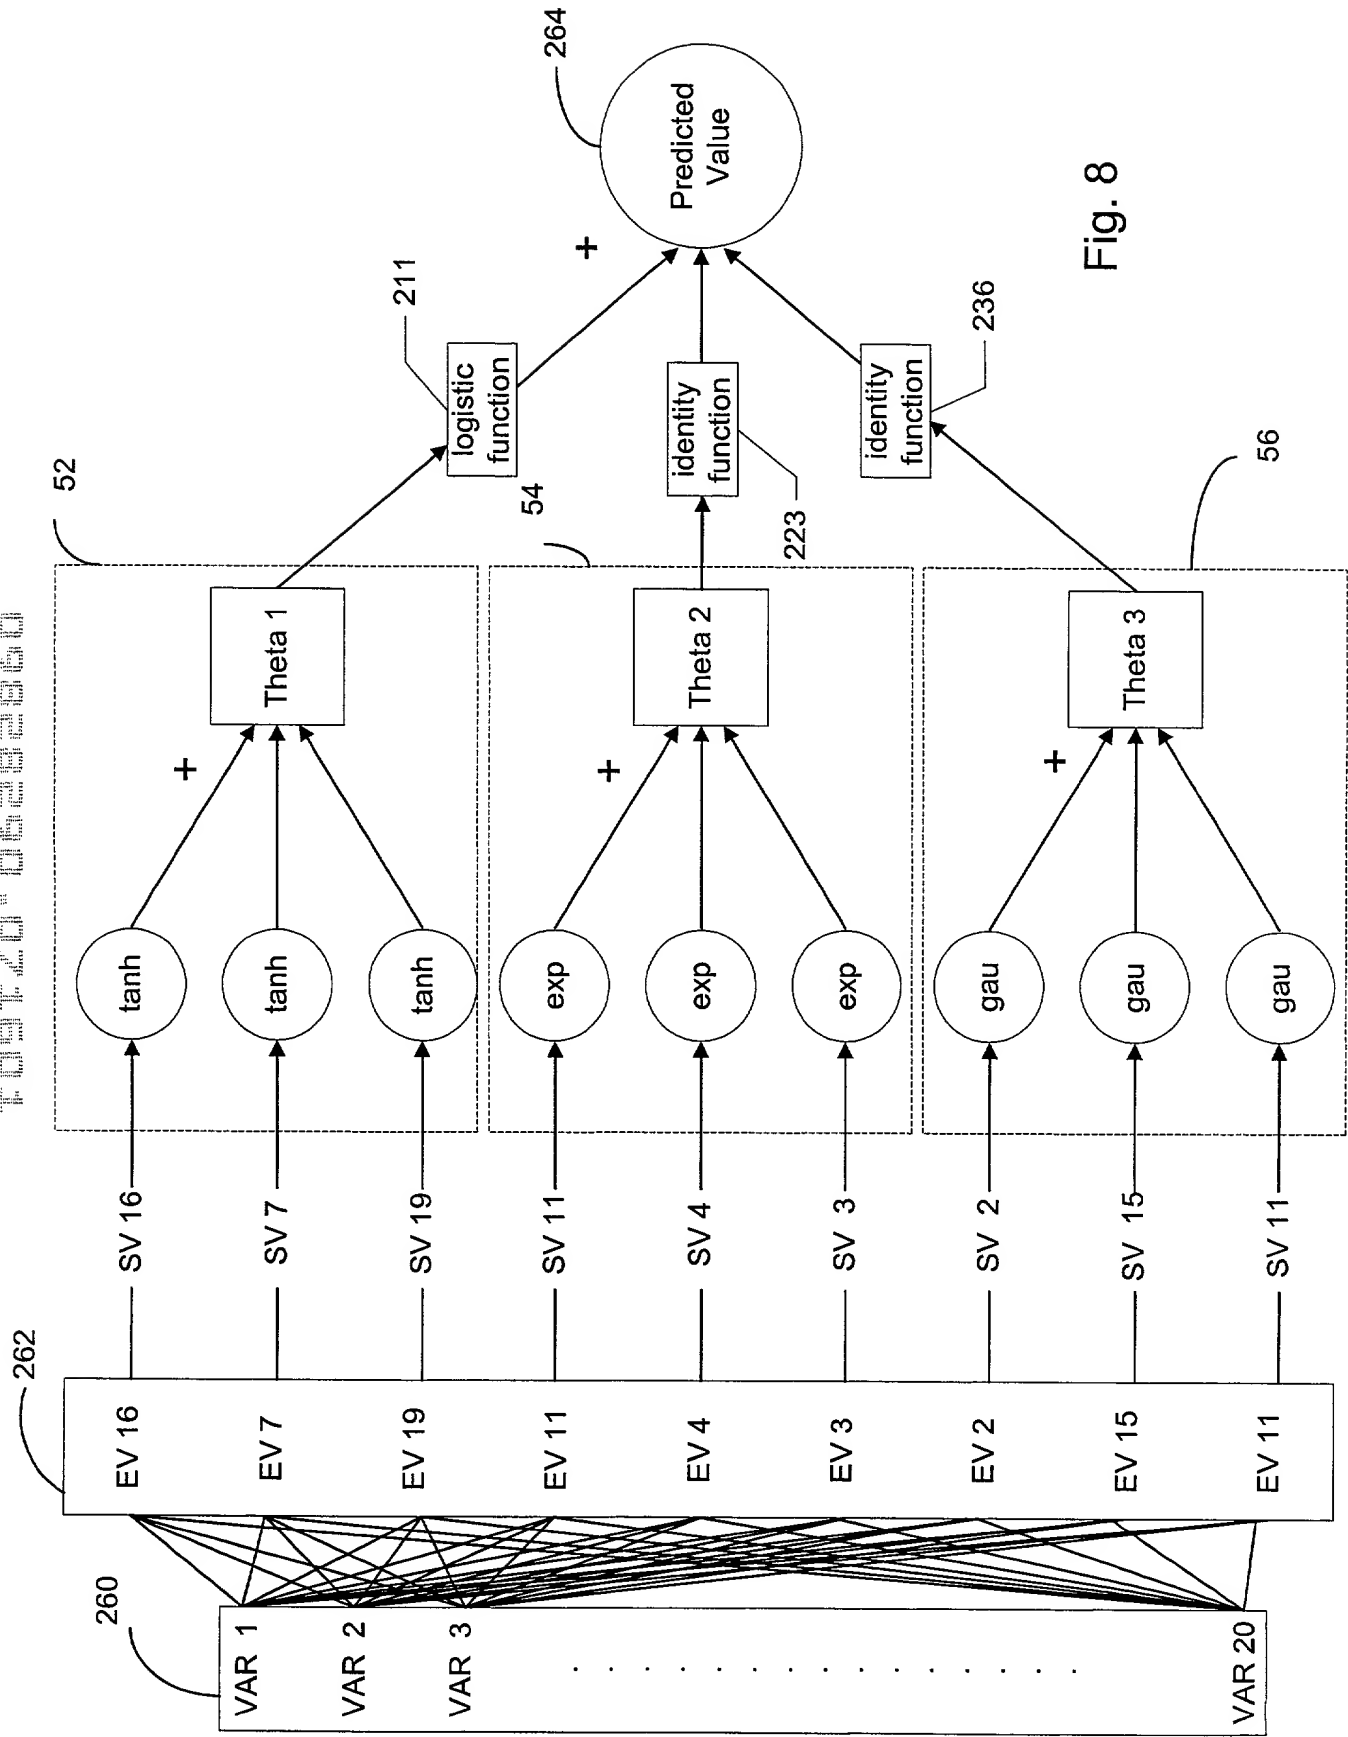 260
VAR 1
VAR 2
VAR 3
VAR 20
262
EV 16
EV 7
EV 19
EV 11
EV 4
EV 3
EV 2
EV 15
EV 11
SV 16
SV 7
SV 19
SV 11
SV 4
SV 3
SV 2
SV 15
SV 11
52
tanh
tanh
tanh
+
Theta 1
54
exp
exp
exp
+
Theta 2
56
gau
gau
gau
+
Theta 3
211
logistic
function
223
identity
function
236
identity
function
+
264
Predicted
Value
Fig. 8